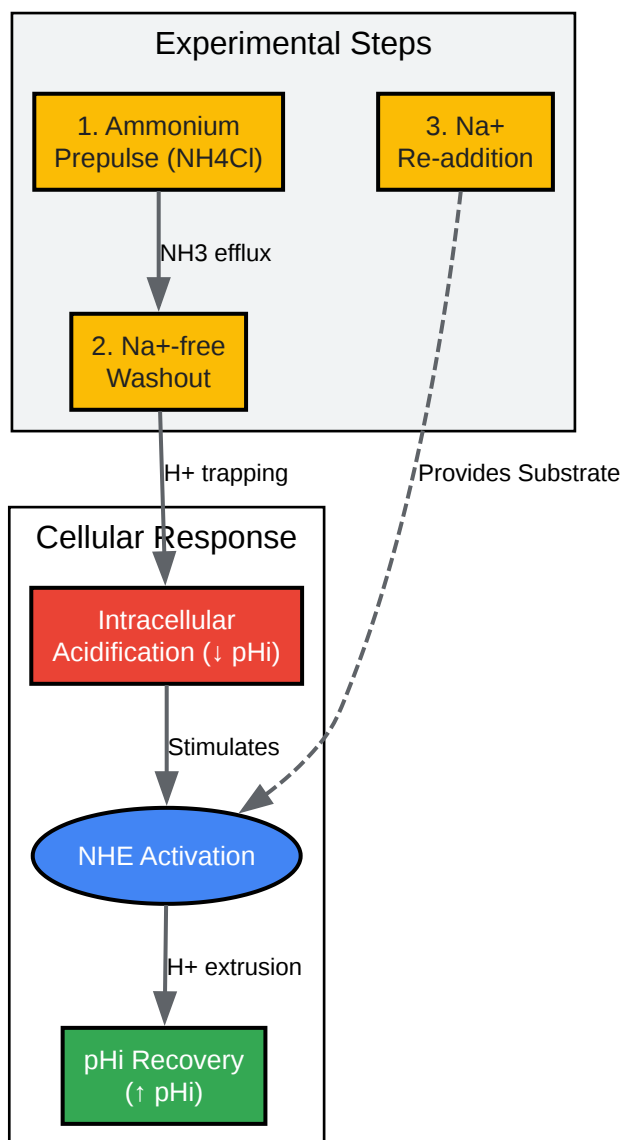 Experimental Steps
1. Ammonium
Prepulse (NH4Cl)
3. Na+
Re-addition
NH3 efflux
2. Na+-free
Washout
H+ trapping
Provides Substrate
Cellular Response
Intracellular
Acidification (↓ pHi)
Stimulates
NHE Activation
H+ extrusion
pHi Recovery
(↑ pHi)